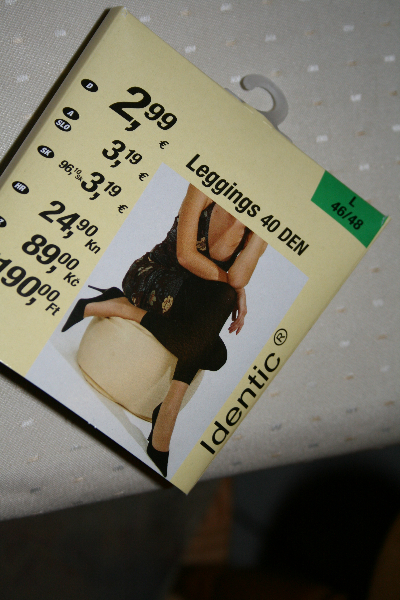 D 2,99 €
A SLO 3,19 €
SK 96,10 Sk 3,19 €
HR 24,90 Kn
89,00 Kč
190,00 Ft
Leggings 40 DEN
L
46/48
Identic ®